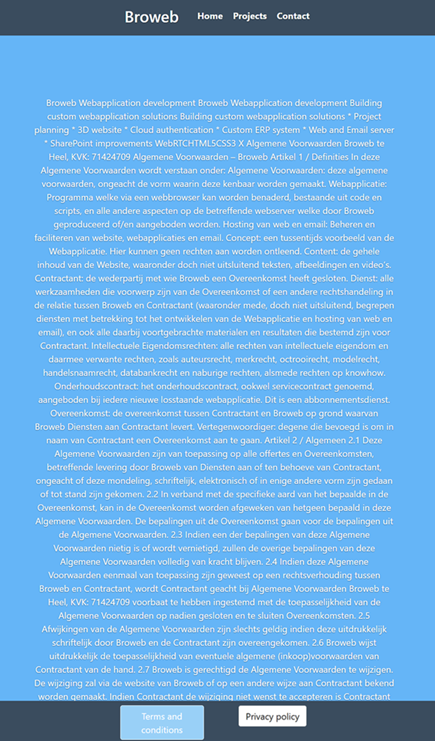 Broweb Home Projects Contact
Broweb Webapplication development Broweb Webapplication development Building
custom webapplication solutions Building custom webapplication solutions * Project
planning * 3D website * Cloud authentication * Custom ERP system * Web and Email server
* SharePoint improvements WebRTCHTML5CSS3 X Algemene Voorwaarden Broweb te
Heel, KVK: 71424709 Algemene Voorwaarden – Broweb Artikel 1 / Definities In deze
Algemene Voorwaarden wordt verstaan onder: Algemene Voorwaarden: deze algemene
voorwaarden, ongeacht de vorm waarin deze kenbaar worden gemaakt. Webapplicatie:
Programma welke via een webbrowser kan worden benaderd, bestaande uit code en
scripts, en alle andere aspecten op de betreffende webserver welke door Broweb
geproduceerd of/en aangeboden worden. Hosting van web en email: Beheren en
faciliteren van website, webapplicaties en email. Concept: een tussentijds voorbeeld van de
Webapplicatie. Hier kunnen geen rechten aan worden ontleend. Content: de gehele
inhoud van de Website, waaronder doch niet uitsluitend teksten, afbeeldingen en video's.
Contractant: de wederpartij met wie Broweb een Overeenkomst heeft gesloten. Dienst: alle
werkzaamheden die voorwerp zijn van de Overeenkomst of een andere rechtshandeling in
de relatie tussen Broweb en Contractant (waaronder mede, doch niet uitsluitend, begrepen
diensten met betrekking tot het ontwikkelen van de Webapplicatie en hosting van web en
email), en ook alle daarbij voortgebrachte materialen en resultaten die bestemd zijn voor
Contractant. Intellectuele Eigendomsrechten: alle rechten van intellectuele eigendom en
daarmee verwante rechten, zoals auteursrecht, merkrecht, octrooirecht, modelrecht,
handelsnaamrecht, databankrecht en naburige rechten, alsmede rechten op knowhow.
Onderhoudscontract: het onderhoudscontract, ookwel servicecontract genoemd,
aangeboden bij iedere nieuwe losstaande webapplicatie. Dit is een abbonnementsdienst.
Overeenkomst: de overeenkomst tussen Contractant en Broweb op grond waarvan
Broweb Diensten aan Contractant levert. Vertegenwoordiger: degene die bevoegd is om in
naam van Contractant een Overeenkomst aan te gaan. Artikel 2 / Algemeen 2.1 Deze
Algemene Voorwaarden zijn van toepassing op alle offertes en Overeenkomsten,
betreffende levering door Broweb van Diensten aan of ten behoeve van Contractant,
ongeacht of deze mondeling, schriftelijk, elektronisch of in enige andere vorm zijn gedaan
of tot stand zijn gekomen. 2.2 In verband met de specifieke aard van het bepaalde in de
Overeenkomst, kan in de Overeenkomst worden afgeweken van hetgeen bepaald in deze
Algemene Voorwaarden. De bepalingen uit de Overeenkomst gaan voor de bepalingen uit
de Algemene Voorwaarden. 2.3 Indien een der bepalingen van deze Algemene
Voorwaarden nietig is of wordt vernietigd, zullen de overige bepalingen van deze
Algemene Voorwaarden volledig van kracht blijven. 2.4 Indien deze Algemene
Voorwaarden eenmaal van toepassing zijn geweest op een rechtsverhouding tussen
Broweb en Contractant, wordt Contractant geacht bij Algemene Voorwaarden Broweb te
Heel, KVK: 71424709 voorbaat te hebben ingestemd met de toepasselijkheid van de
Algemene Voorwaarden op nadien gesloten en te sluiten Overeenkomsten. 2.5
Afwijkingen van de Algemene Voorwaarden zijn slechts geldig indien deze uitdrukkelijk
schriftelijk door Broweb en de Contractant zijn overeengekomen. 2.6 Broweb wijst
uitdrukkelijk de toepasselijkheid van eventuele algemene (inkoop)voorwaarden van
Contractant van de hand. 2.7 Broweb is gerechtigd de Algemene Voorwaarden te wijzigen.
De wijziging zal via de website van Broweb of op een andere wijze aan Contractant bekend
worden gemaakt. Indien Contractant de wijziging niet wenst te accepteren is Contractant
Terms and
conditions
Privacy policy